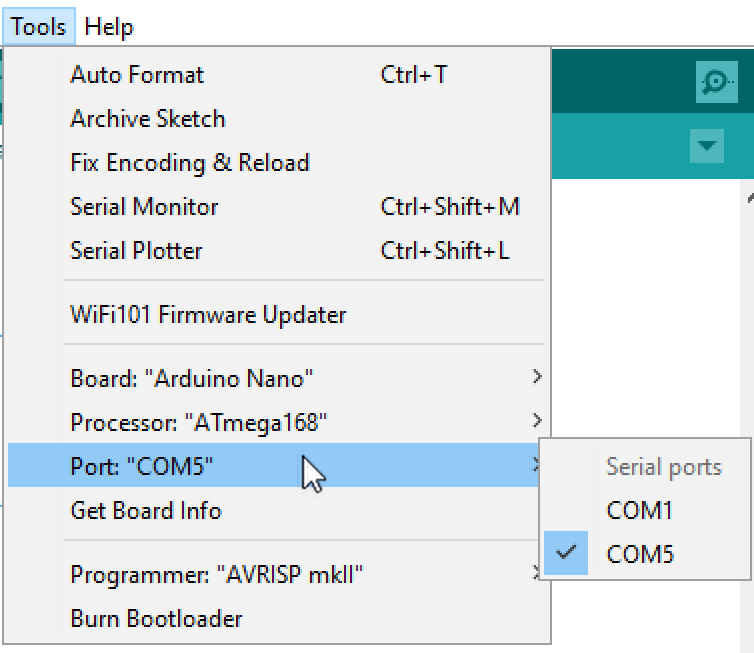 Tools Help
Auto Format Ctrl+T
Archive Sketch
Fix Encoding & Reload
Serial Monitor Ctrl+Shift+M
Serial Plotter Ctrl+Shift+L
WiFi101 Firmware Updater
Board: "Arduino Nano"
Processor: "ATmega168"
Port: "COM5"
Serial ports
COM1
COM5
Get Board Info
Programmer: "AVRISP mkII"
Burn Bootloader